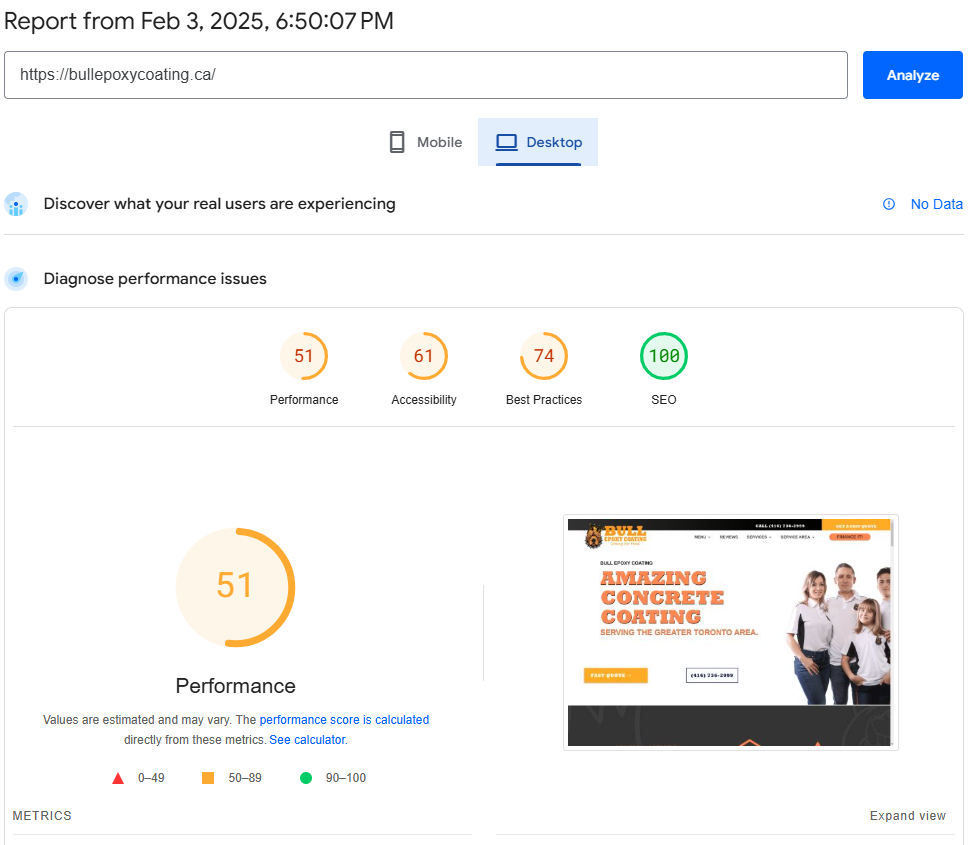 Report from Feb 3, 2025, 6:50:07 PM
https://bullepoxycoating.ca/
Analyze
Mobile
Desktop
Discover what your real users are experiencing
No Data
Diagnose performance issues
51
61
74
100
Performance
Accessibility
Best Practices
SEO
51
Performance
Values are estimated and may vary. The performance score is calculated
directly from these metrics. See calculator.
0–49
50–89
90–100
CALL (416) 736-2999
GET A FAST QUOTE
BULL
EPOXY COATING
MENU
REVIEWS
SERVICES
SERVICE AREA
FINANCE IT!
BULL EPOXY COATING
AMAZING
CONCRETE
COATING
SERVING THE GREATER TORONTO AREA.
FAST QUOTE
(416) 736-2999
METRICS
Expand view